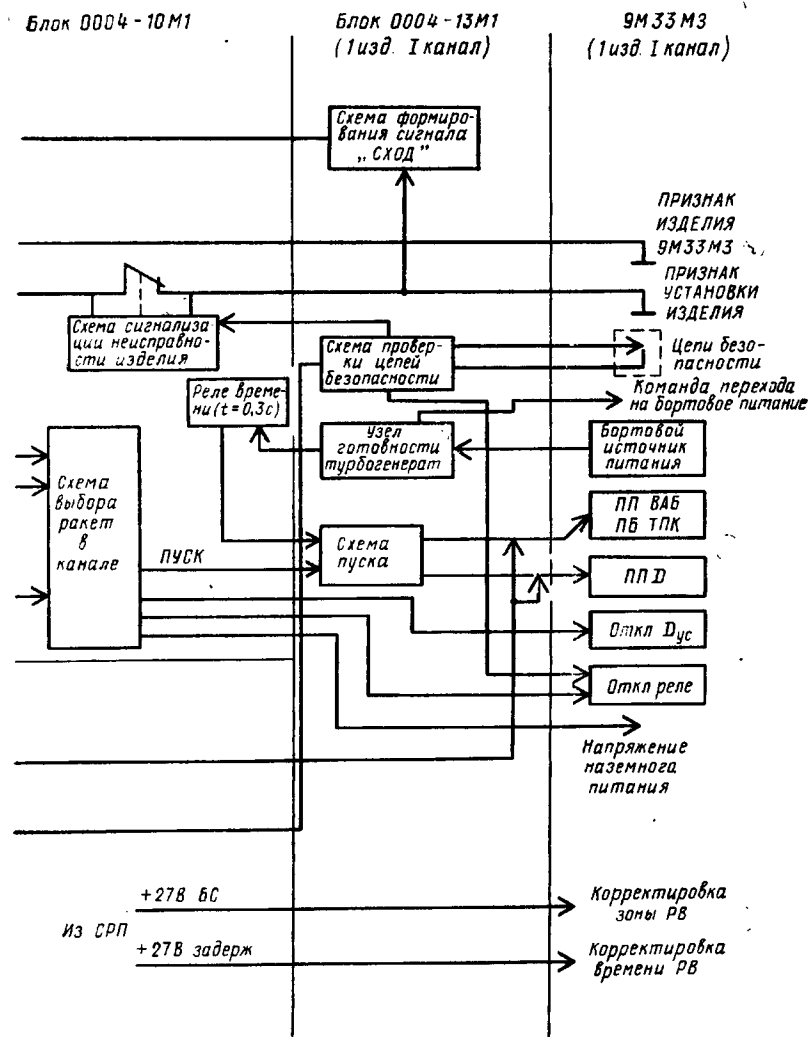 Блок 0004-10М1
Блок 0004-13М1
(1изд. I канал)
9М33М3
(1изд. I канал)
Схема формиро-
вания сигнала
„СХОД”
ПРИЗНАК
ИЗДЕЛИЯ
9М33М3
ПРИЗНАК
УСТАНОВКИ
ИЗДЕЛИЯ
Схема сигнализа-
ции неисправно-
сти изделия
Схема провер-
ки цепей
безопасности
Цепи безо-
пасности
Реле време-
ни(t=0,3с)
Команда перехода
на бортовое питание
Узел
готовности
турбогенерат
Бортовой
источник
питания
Схема
выбора
ракет
в
канале
ПП ВАБ
ПБ ТПК
ПУСК
Схема
пуска
ПП D
Откл Dус
Откл реле
Напряжение
наземного
питания
Из СРП
+27В БС
Корректировка
зоны РВ
+27В задерж
Корректировка
времени РВ